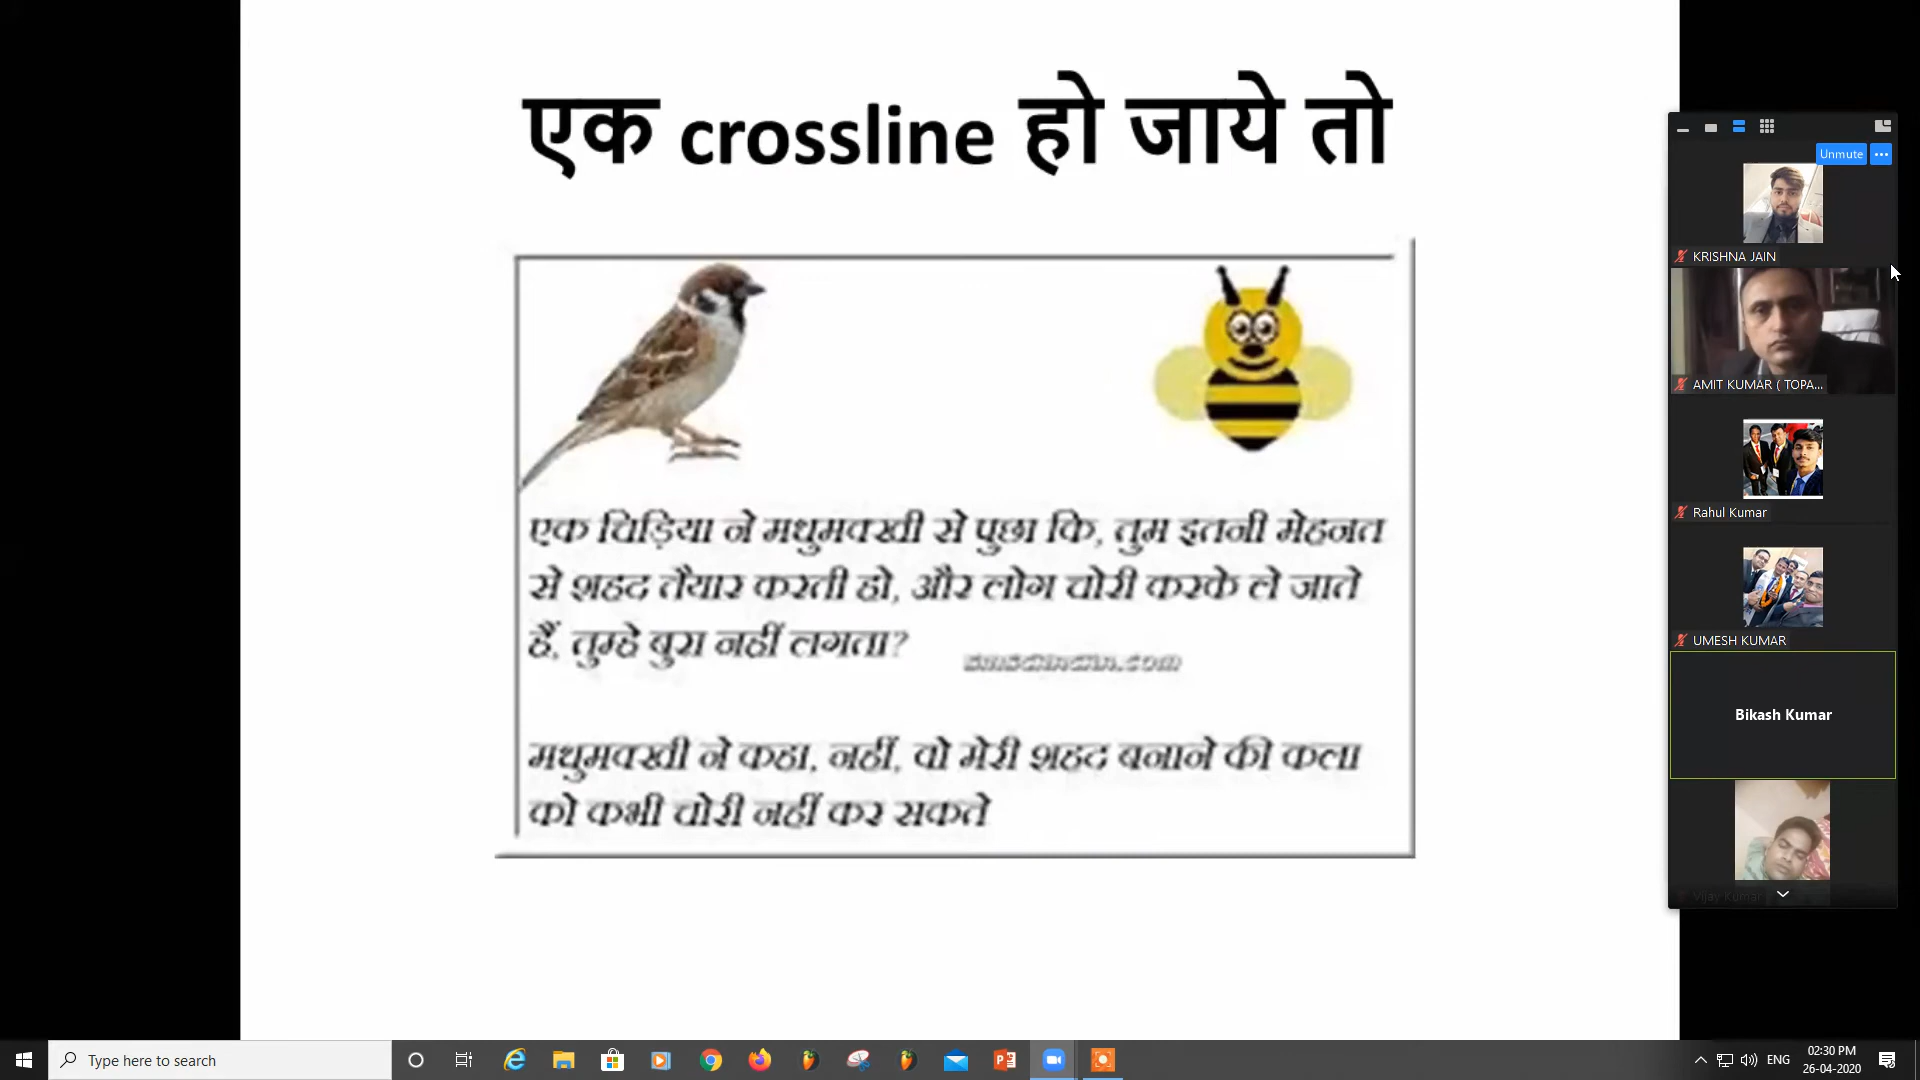 एक crossline हो जाये तो
एक चिड़िया ने मधुमक्खी से पुछा कि, तुम इतनी मेहनत
से शहद तैयार करती हो, और लोग चोरी करके ले जाते
हैं, तुम्हे बुरा नहीं लगता?
मधुमक्खी ने कहा, नहीं, वो मेरी शहद बनाने की कला
को कभी चोरी नहीं कर सकते
Unmute
KRISHNA JAIN
AMIT KUMAR ( TOPA...
Rahul Kumar
UMESH KUMAR
Bikash Kumar
Vijay Kumar
Type here to search
ENG
02:30 PM
26-04-2020